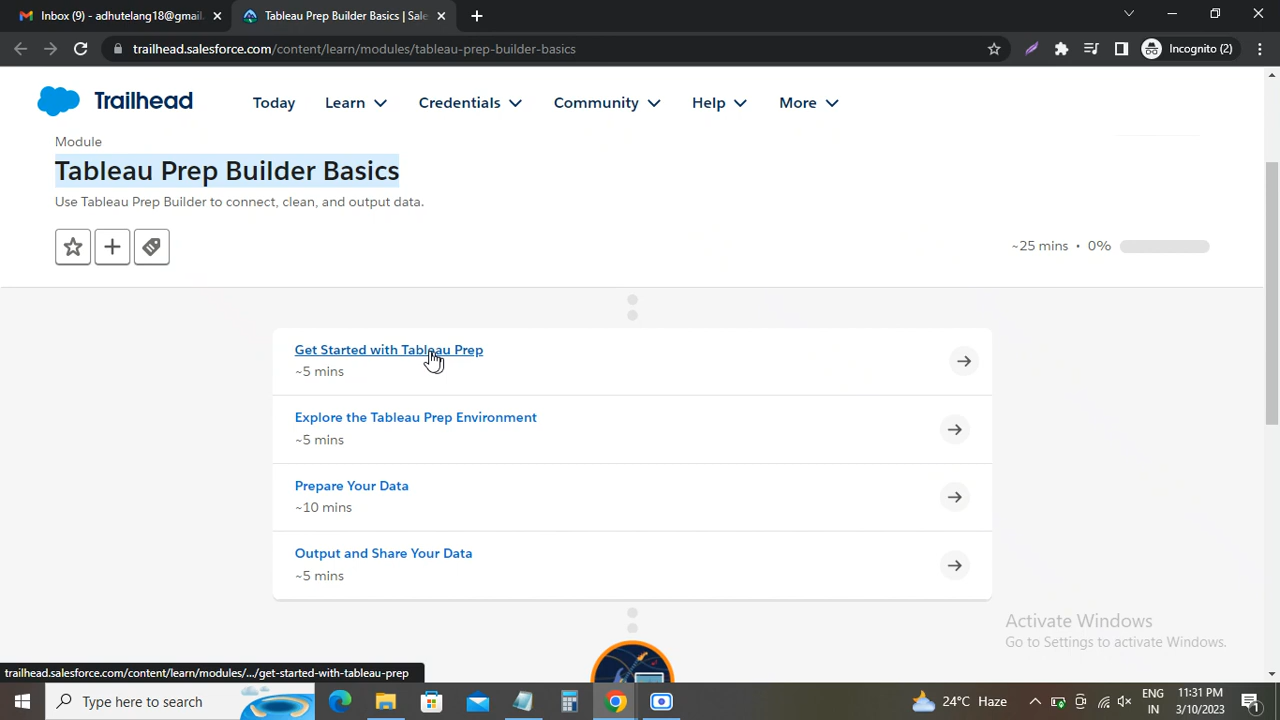 Inbox (9) - adhutelang18@gmail.
Tableau Prep Builder Basics | Sale
trailhead.salesforce.com/content/learn/modules/tableau-prep-builder-basics
Incognito (2)
Trailhead
Today
Learn
Credentials
Community
Help
More
Module
Tableau Prep Builder Basics
Use Tableau Prep Builder to connect, clean, and output data.
~25 mins • 0%
Get Started with Tableau Prep
~5 mins
Explore the Tableau Prep Environment
~5 mins
Prepare Your Data
~10 mins
Output and Share Your Data
~5 mins
Activate Windows
Go to Settings to activate Windows.
trailhead.salesforce.com/content/learn/modules/.../get-started-with-tableau-prep
Type here to search
24°C Haze
ENG
IN
11:31 PM
3/10/2023
1